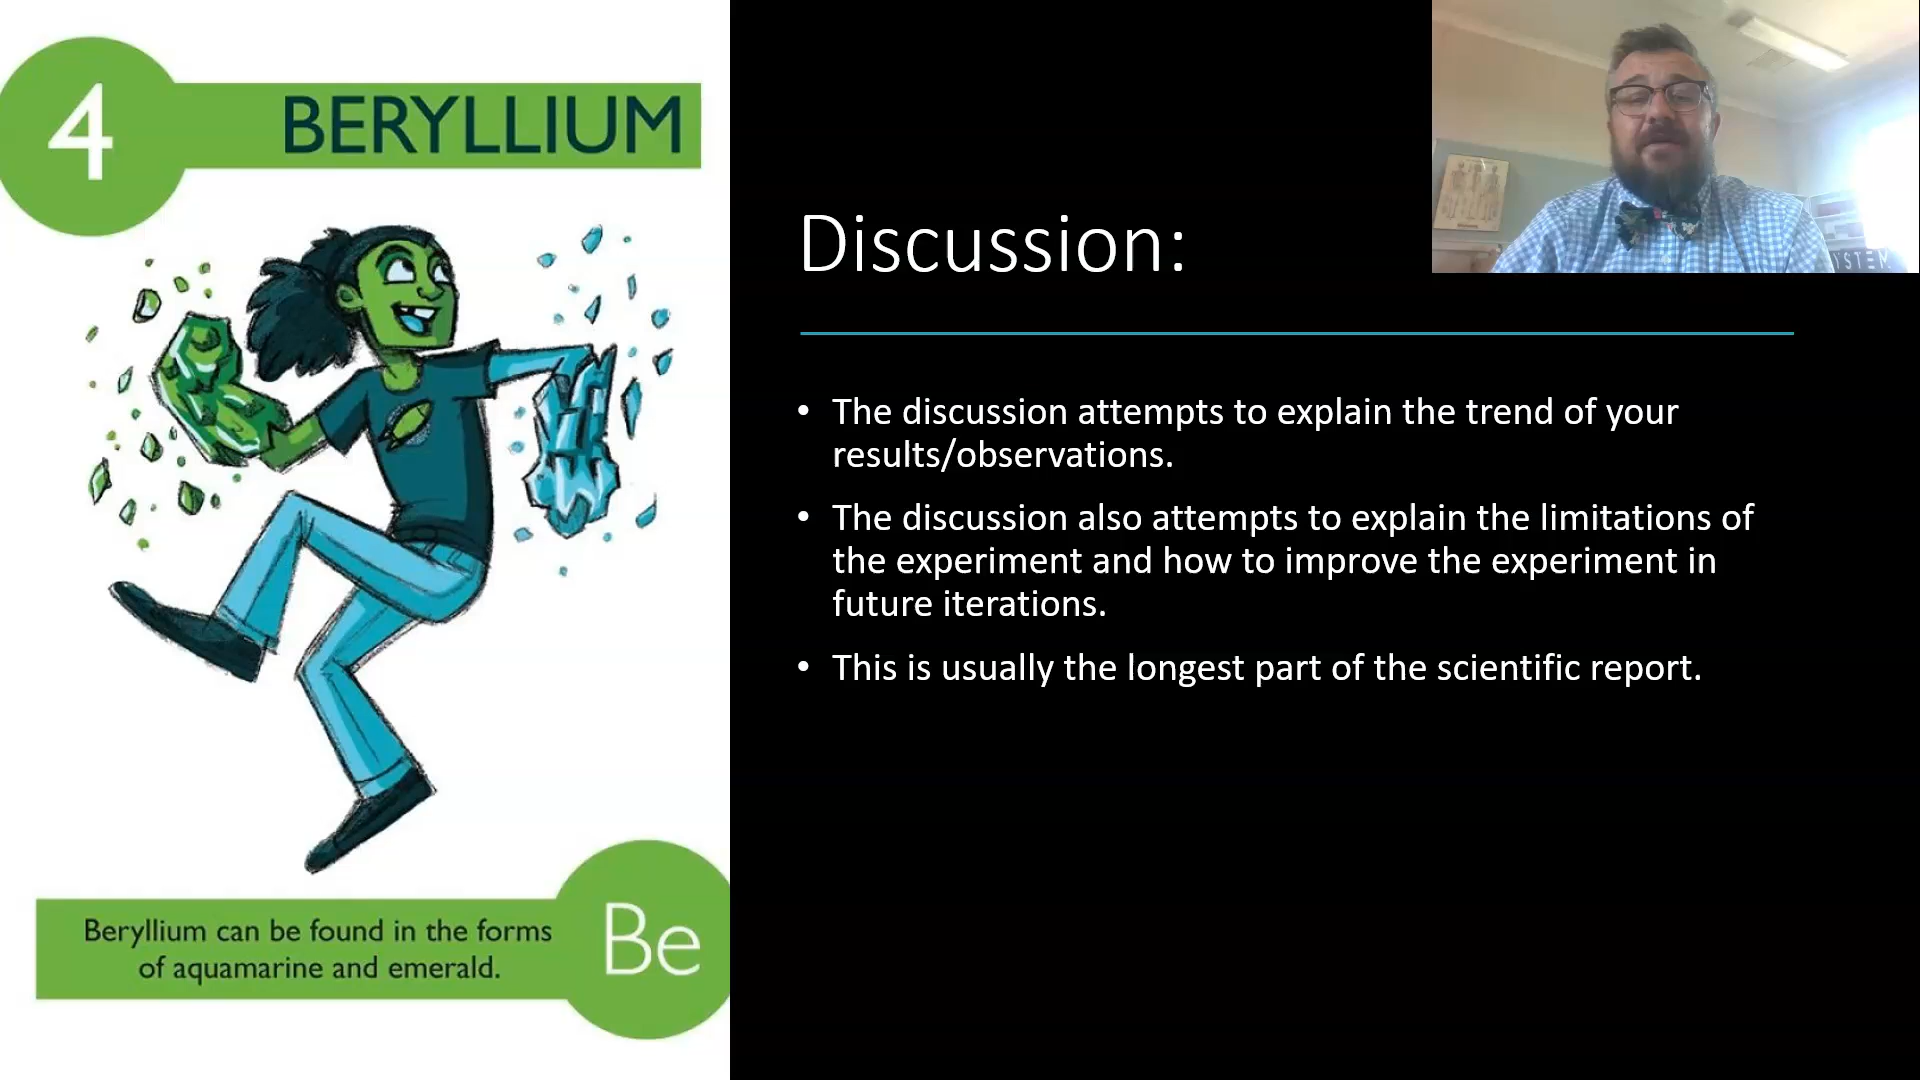 4
BERYLLIUM
Beryllium can be found in the forms
of aquamarine and emerald.
Be
Discussion:
• The discussion attempts to explain the trend of your
results/observations.
• The discussion also attempts to explain the limitations of
the experiment and how to improve the experiment in
future iterations.
• This is usually the longest part of the scientific report.